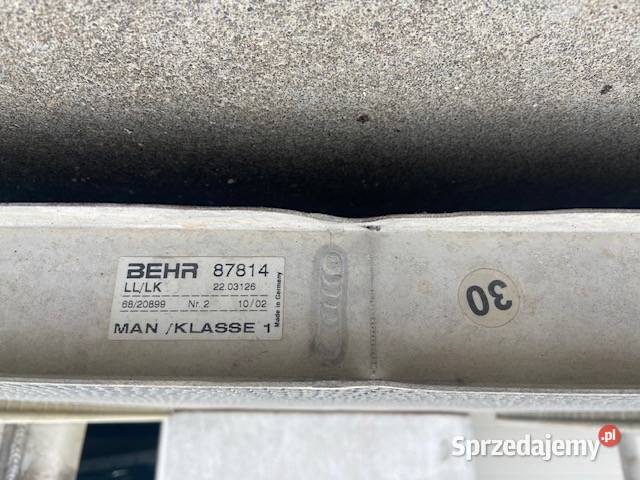 BEHR 87814
LL/LK 22.03126
68/20899 Nr. 2 10/02
MAN /KLASSE 1
Made in Germany
30
Sprzedajemy.pl